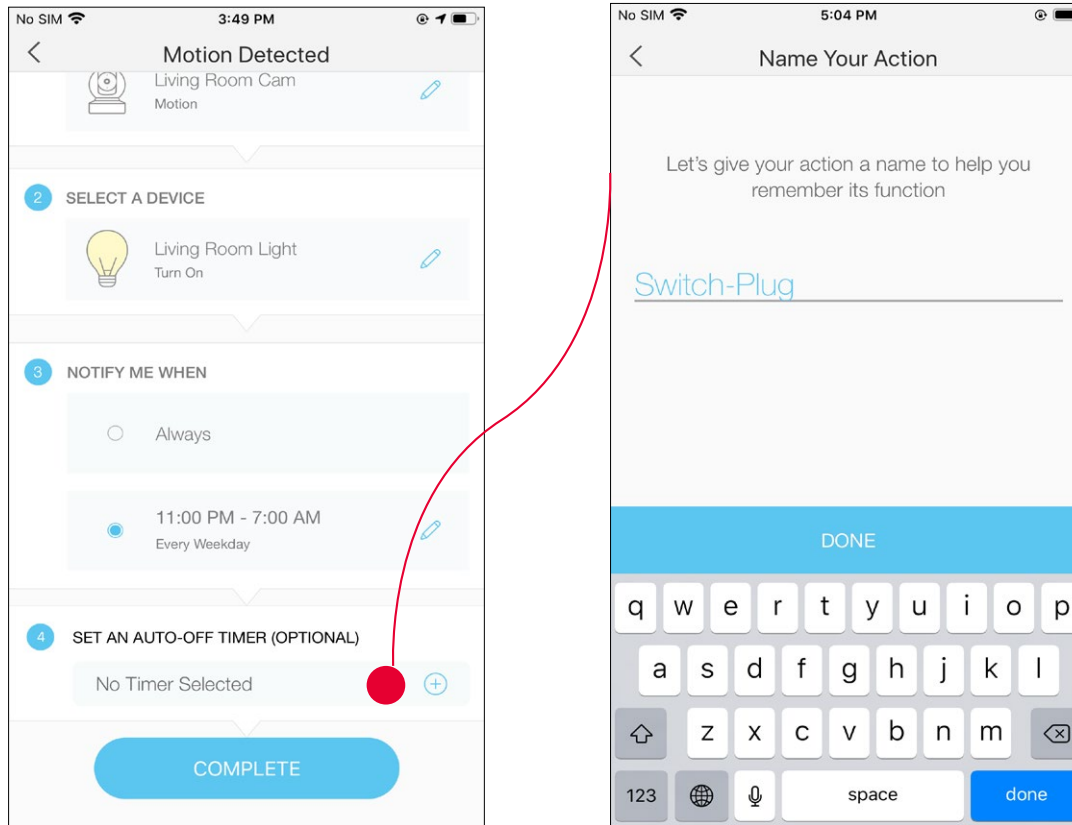 No SIM 3:49 PM
Motion Detected
Living Room Cam
Motion
2 SELECT A DEVICE
Living Room Light
Turn On
3 NOTIFY ME WHEN
Always
11:00 PM - 7:00 AM
Every Weekday
4 SET AN AUTO-OFF TIMER (OPTIONAL)
No Timer Selected
COMPLETE
No SIM 5:04 PM
Name Your Action
Let's give your action a name to help you
remember its function
Switch-Plug
DONE
q w e r t y u i o p
a s d f g h j k l
z x c v b n m
123 space done